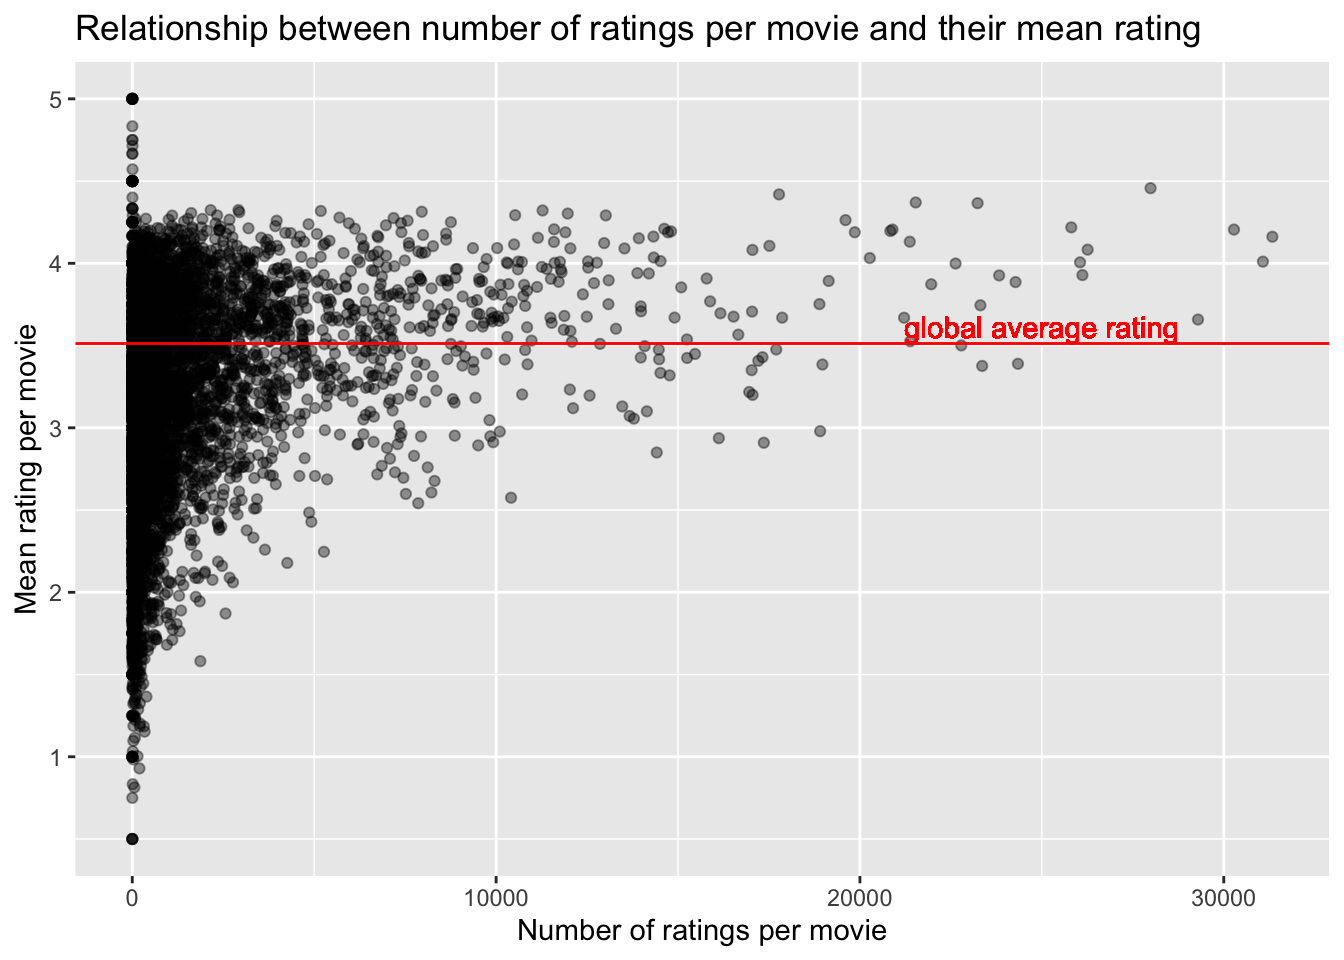 Relationship between number of ratings per movie and their mean rating
Mean rating per movie
5
4
3
2
1
global average rating
0 10000 20000 30000
Number of ratings per movie